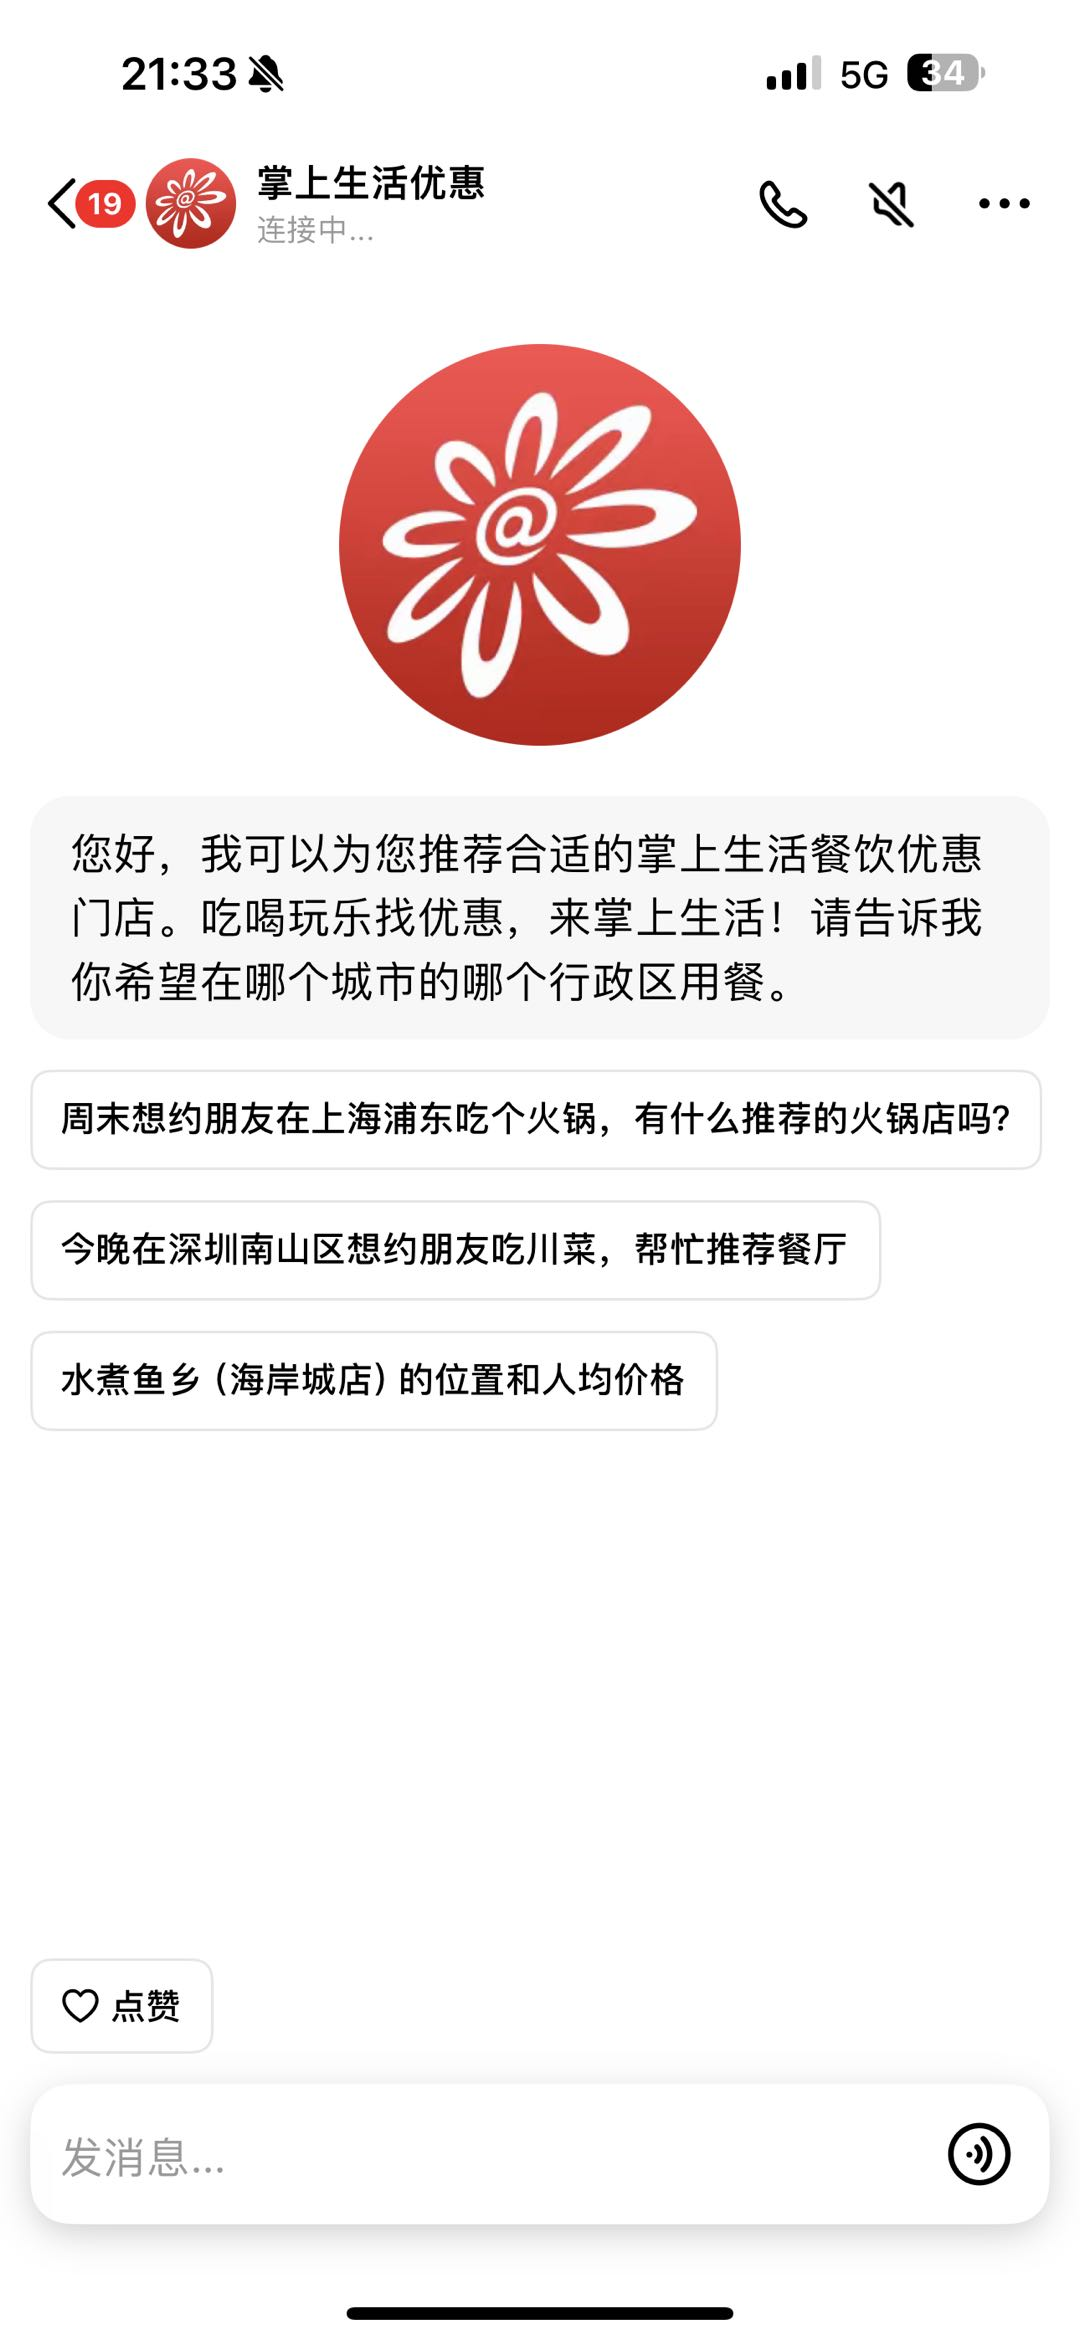 21:33
5G
34
19
掌上生活优惠
连接中...
@
您好，我可以为您推荐合适的掌上生活餐饮优惠
门店。吃喝玩乐找优惠，来掌上生活！请告诉我
你希望在哪个城市的哪个行政区用餐。
周末想约朋友在上海浦东吃个火锅，有什么推荐的火锅店吗?
今晚在深圳南山区想约朋友吃川菜，帮忙推荐餐厅
水煮鱼乡（海岸城店）的位置和人均价格
点赞
发消息...